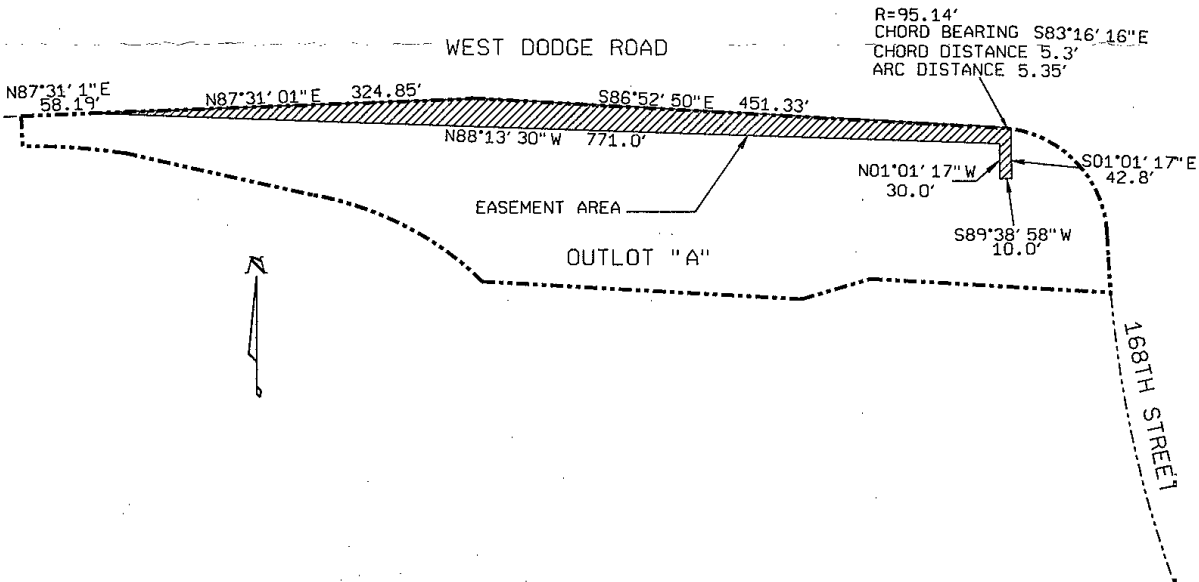 R=95.14'
CHORD BEARING S83°16'16"E
CHORD DISTANCE 5.3'
ARC DISTANCE 5.35'
WEST DODGE ROAD
N87°31'1"E
58.19'
N87°31'01"E 324.85'
S86°52'50"E 451.33'
N88°13'30"W 771.0'
N01°01'17"W
30.0'
S01°01'17"E
42.8'
EASEMENT AREA
S89°38'58"W
10.0'
OUTLOT "A"
N
168TH STREET